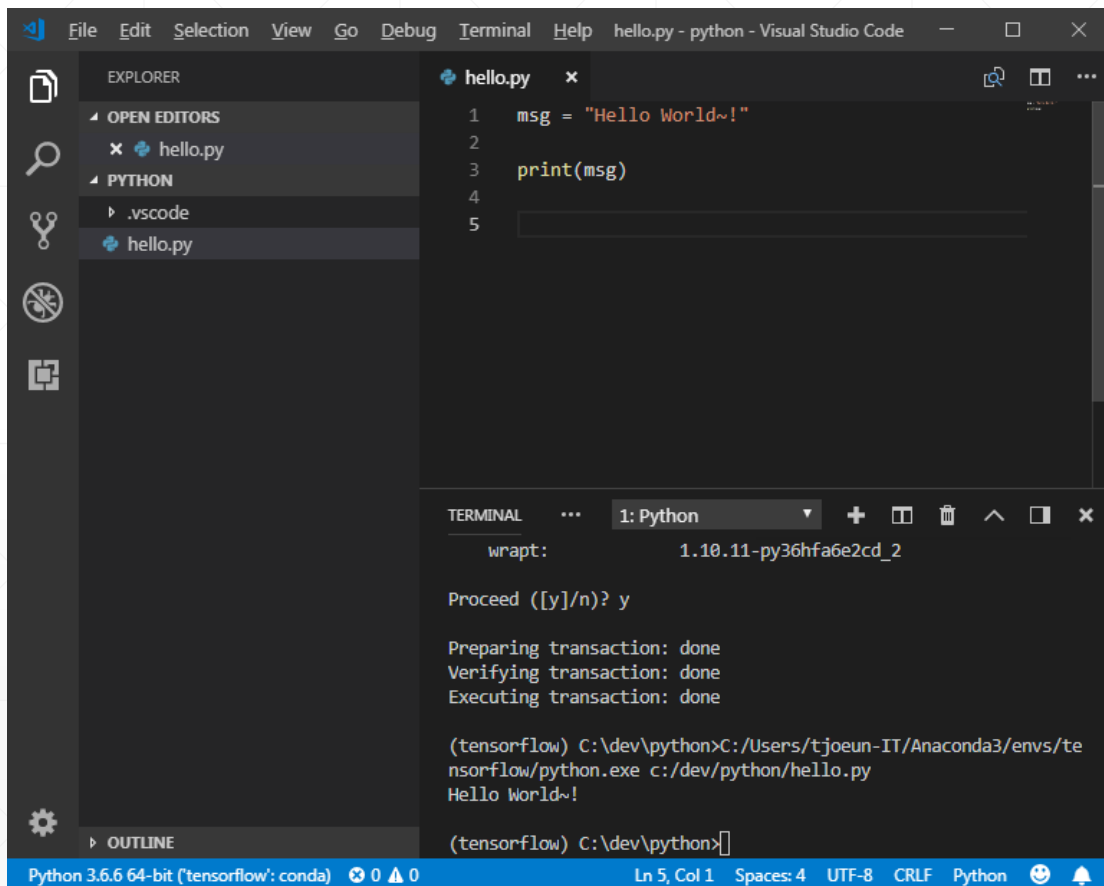 File Edit Selection View Go Debug Terminal Help hello.py - python - Visual Studio Code
EXPLORER
OPEN EDITORS
hello.py
PYTHON
.vscode
hello.py
OUTLINE
hello.py
1 msg = "Hello World~!"
2
3 print(msg)
4
5
TERMINAL ··· 1: Python
wrapt: 1.10.11-py36hfa6e2cd_2
Proceed ([y]/n)? y
Preparing transaction: done
Verifying transaction: done
Executing transaction: done
(tensorflow) C:\dev\python>C:/Users/tjoeun-IT/Anaconda3/envs/te
nsorflow/python.exe c:/dev/python/hello.py
Hello World~!
(tensorflow) C:\dev\python>
Python 3.6.6 64-bit ('tensorflow': conda) 0 0 Ln 5, Col 1 Spaces: 4 UTF-8 CRLF Python